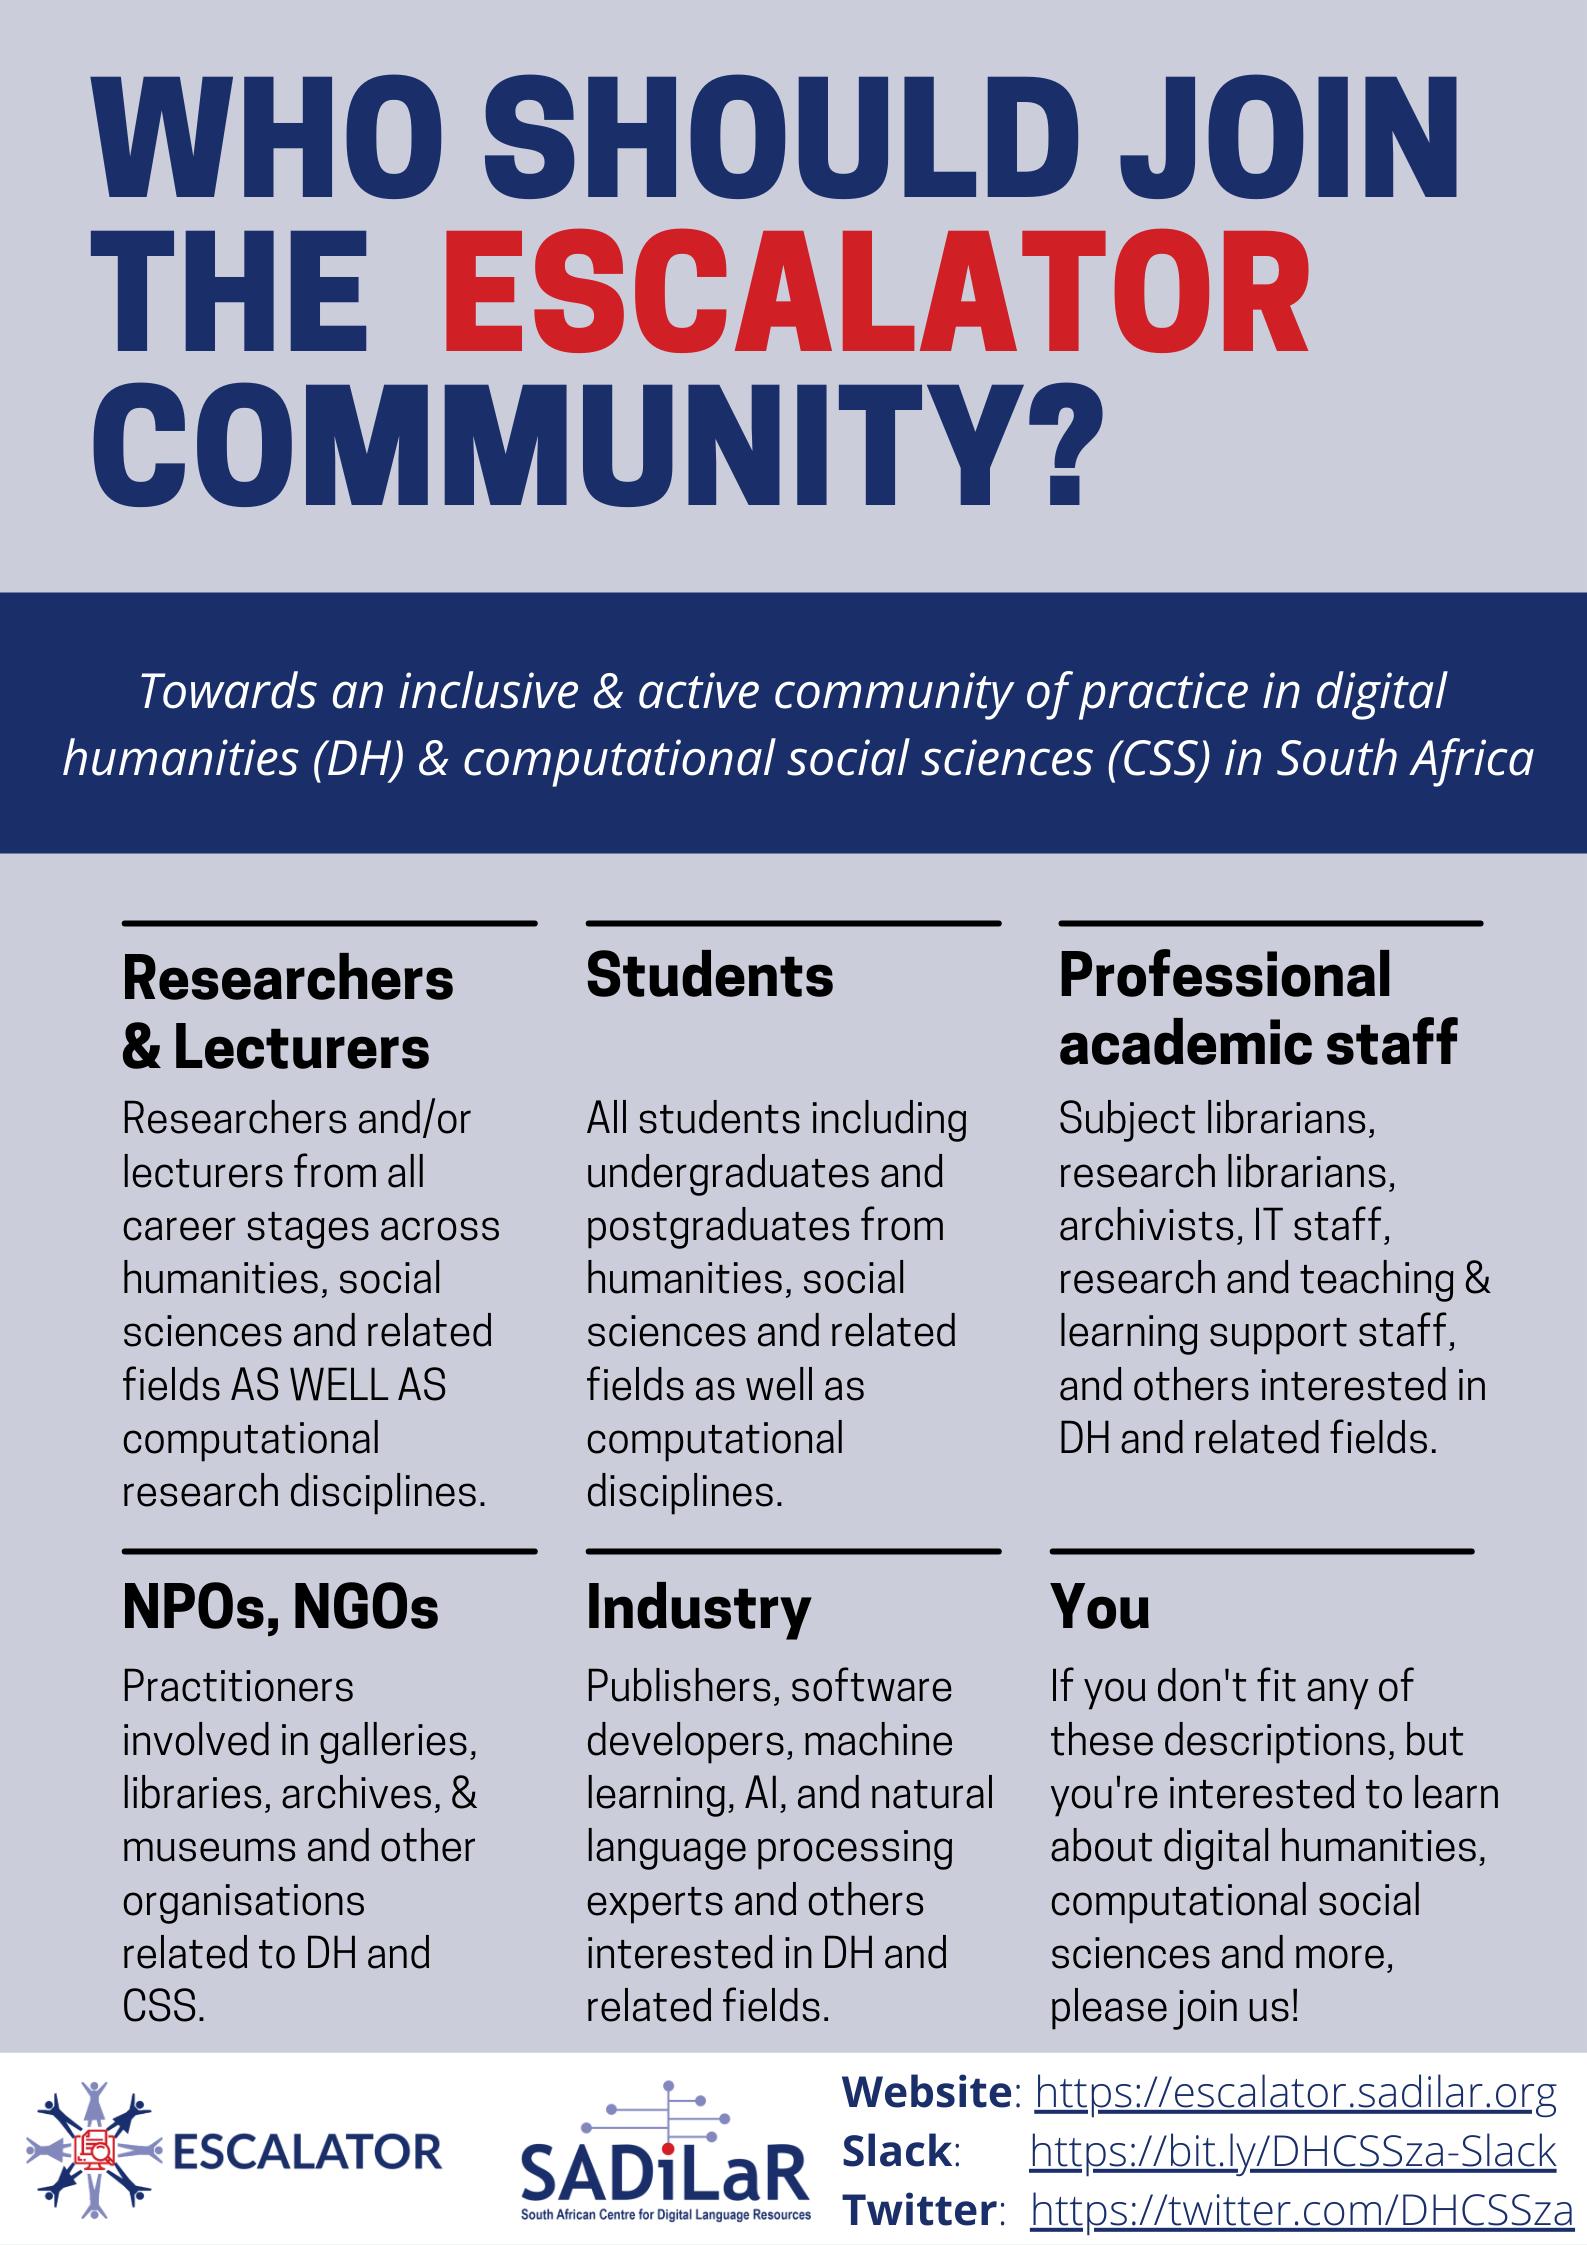 WHO SHOULD JOIN
THE ESCALATOR
COMMUNITY?
Towards an inclusive & active community of practice in digital
humanities (DH) & computational social sciences (CSS) in South Africa
Researchers
& Lecturers
Researchers and/or
lecturers from all
career stages across
humanities, social
sciences and related
fields AS WELL AS
computational
research disciplines.
Students
All students including
undergraduates and
postgraduates from
humanities, social
sciences and related
fields as well as
computational
disciplines.
Professional
academic staff
Subject librarians,
research librarians,
archivists, IT staff,
research and teaching &
learning support staff,
and others interested in
DH and related fields.
NPOs, NGOs
Practitioners
involved in galleries,
libraries, archives, &
museums and other
organisations
related to DH and
CSS.
Industry
Publishers, software
developers, machine
learning, AI, and natural
language processing
experts and others
interested in DH and
related fields.
You
If you don't fit any of
these descriptions, but
you're interested to learn
about digital humanities,
computational social
sciences and more,
please join us!
ESCALATOR
SADiLaR
South African Centre for Digital Language Resources
Website: https://escalator.sadilar.org
Slack: https://bit.ly/DHCSSza-Slack
Twitter: https://twitter.com/DHCSSza